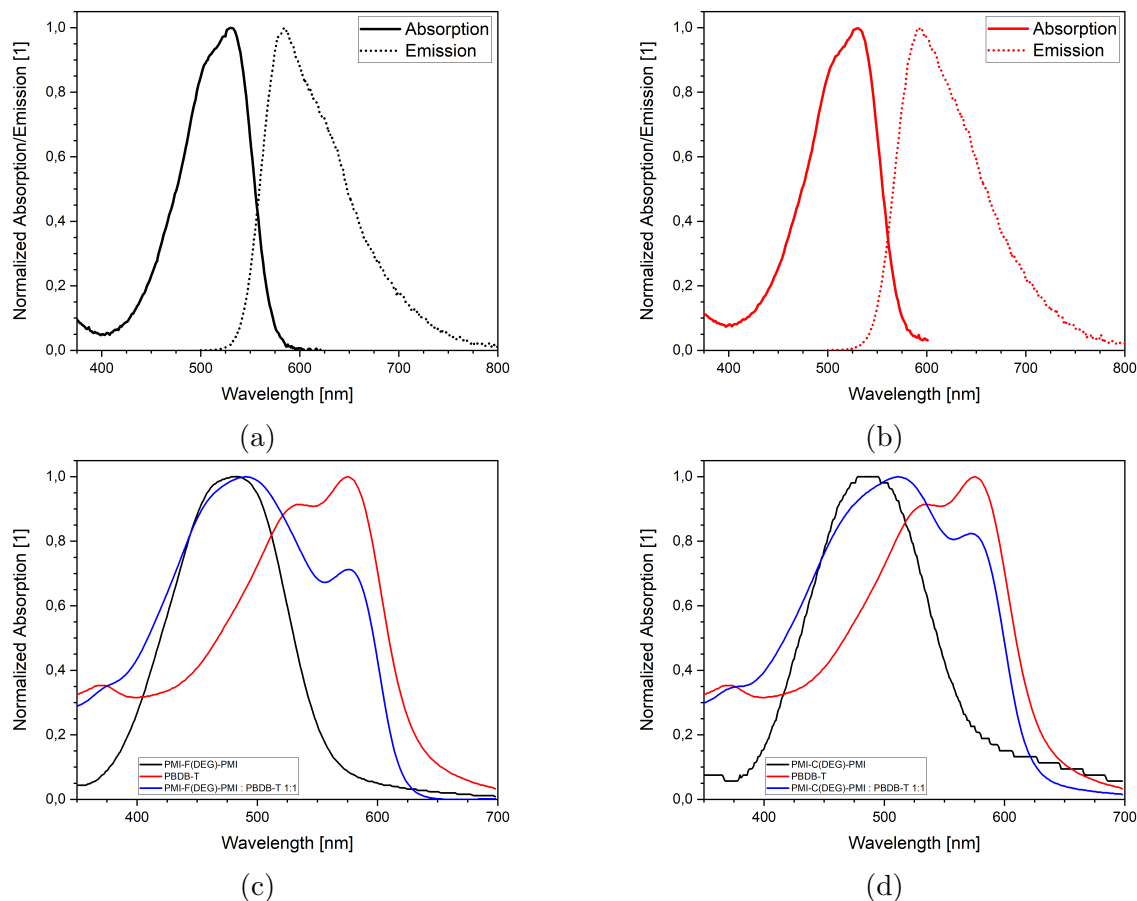 Normalized Absorption/Emission [1]
1,0
0,8
0,6
0,4
0,2
0,0
Absorption
Emission
400 500 600 700 800
Wavelength [nm]
(a)
Normalized Absorption/Emission [1]
1,0
0,8
0,6
0,4
0,2
0,0
Absorption
Emission
400 500 600 700 800
Wavelength [nm]
(b)
Normalized Absorption [1]
1,0
0,8
0,6
0,4
0,2
0,0
PMI-F(DEG)-PMI
PBDB-T
PMI-F(DEG)-PMI : PBDB-T 1:1
400 500 600 700
Wavelength [nm]
(c)
Normalized Absorption [1]
1,0
0,8
0,6
0,4
0,2
0,0
PMI-C(DEG)-PMI
PBDB-T
PMI-C(DEG)-PMI : PBDB-T 1:1
400 500 600 700
Wavelength [nm]
(d)